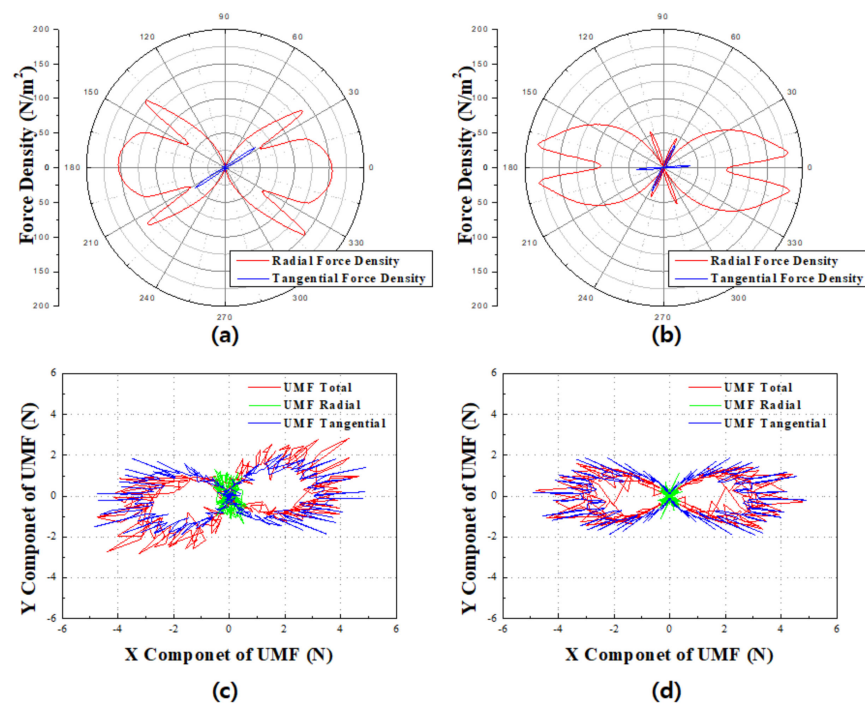 90
120
60
150
30
180
0
210
330
240
300
270
200
150
100
50
0
50
100
150
200
Force Density (N/m²)
Radial Force Density
Tangential Force Density
(a)
90
120
60
150
30
180
0
210
330
240
300
270
200
150
100
50
0
50
100
150
200
Force Density (N/m²)
Radial Force Density
Tangential Force Density
(b)
6
4
2
0
-2
-4
-6
Y Componet of UMF (N)
UMF Total
UMF Radial
UMF Tangential
-6 -4 -2 0 2 4 6
X Componet of UMF (N)
(c)
6
4
2
0
-2
-4
-6
Y Componet of UMF (N)
UMF Total
UMF Radial
UMF Tangential
-6 -4 -2 0 2 4 6
X Componet of UMF (N)
(d)